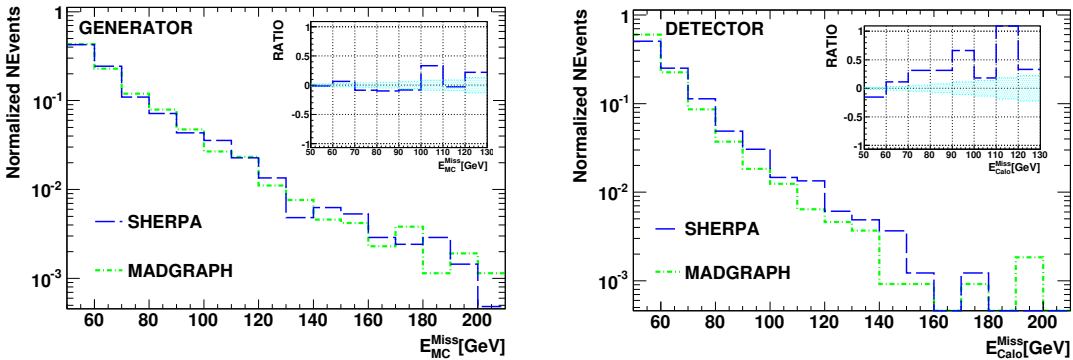 GENERATOR
Normalized NEvents
1
10⁻¹
10⁻²
10⁻³
RATIO
1
0.5
0
-0.5
-1
50 60 70 80 90 100 110 120 130
E_MC^Miss[GeV]
SHERPA
MADGRAPH
60 80 100 120 140 160 180 200
E_MC^Miss[GeV]
DETECTOR
Normalized NEvents
1
10⁻¹
10⁻²
10⁻³
RATIO
1
0.5
0
-0.5
-1
50 60 70 80 90 100 110 120 130
E_Calo^Miss[GeV]
SHERPA
MADGRAPH
60 80 100 120 140 160 180 200
E_Calo^Miss[GeV]